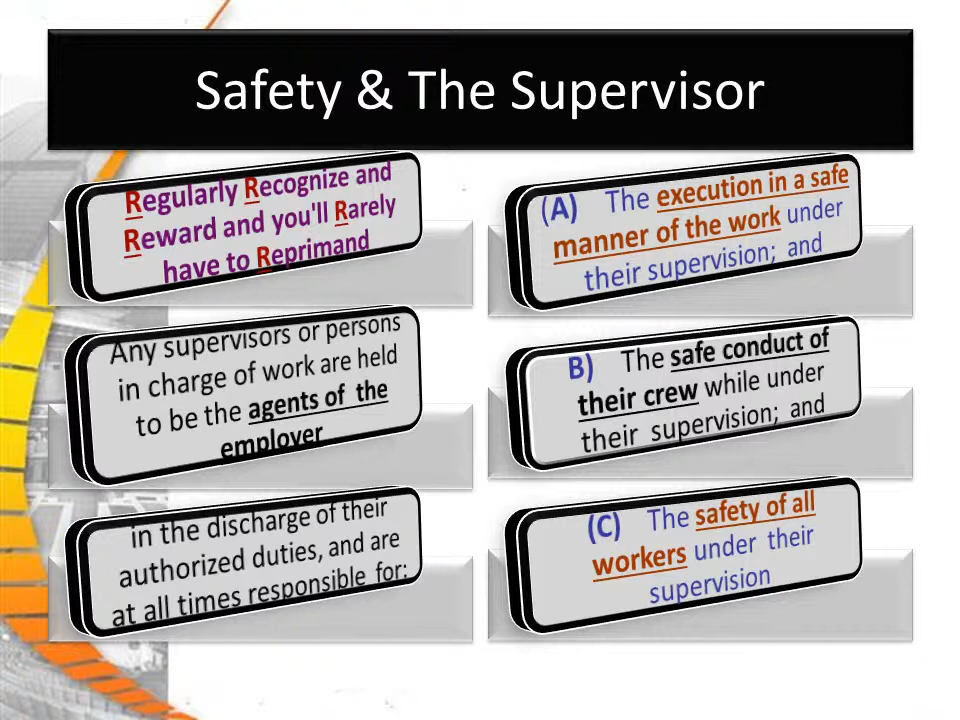 Safety & The Supervisor
Regularly Recognize and
Reward and you'll Rarely
have to Reprimand
Any supervisors or persons
in charge of work are held
to be the agents of the
employer
in the discharge of their
authorized duties, and are
at all times responsible for:
(A) The execution in a safe
manner of the work under
their supervision; and
B) The safe conduct of
their crew while under
their supervision; and
(C) The safety of all
workers under their
supervision